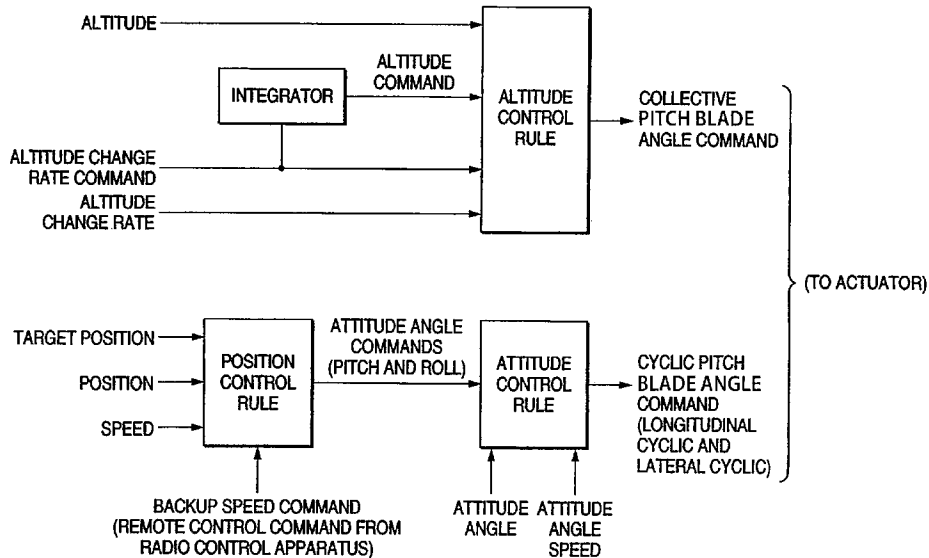 ALTITUDE
ALTITUDE
COMMAND
INTEGRATOR
ALTITUDE
CONTROL
RULE
COLLECTIVE
PITCH BLADE
ANGLE COMMAND
ALTITUDE CHANGE
RATE COMMAND
ALTITUDE
CHANGE RATE
(TO ACTUATOR)
TARGET POSITION
POSITION
SPEED
POSITION
CONTROL
RULE
ATTITUDE ANGLE
COMMANDS
(PITCH AND ROLL)
ATTITUDE
CONTROL
RULE
CYCLIC PITCH
BLADE ANGLE
COMMAND
(LONGITUDINAL
CYCLIC AND
LATERAL CYCLIC)
BACKUP SPEED COMMAND
(REMOTE CONTROL COMMAND FROM
RADIO CONTROL APPARATUS)
ATTITUDE
ANGLE
ATTITUDE
ANGLE
SPEED